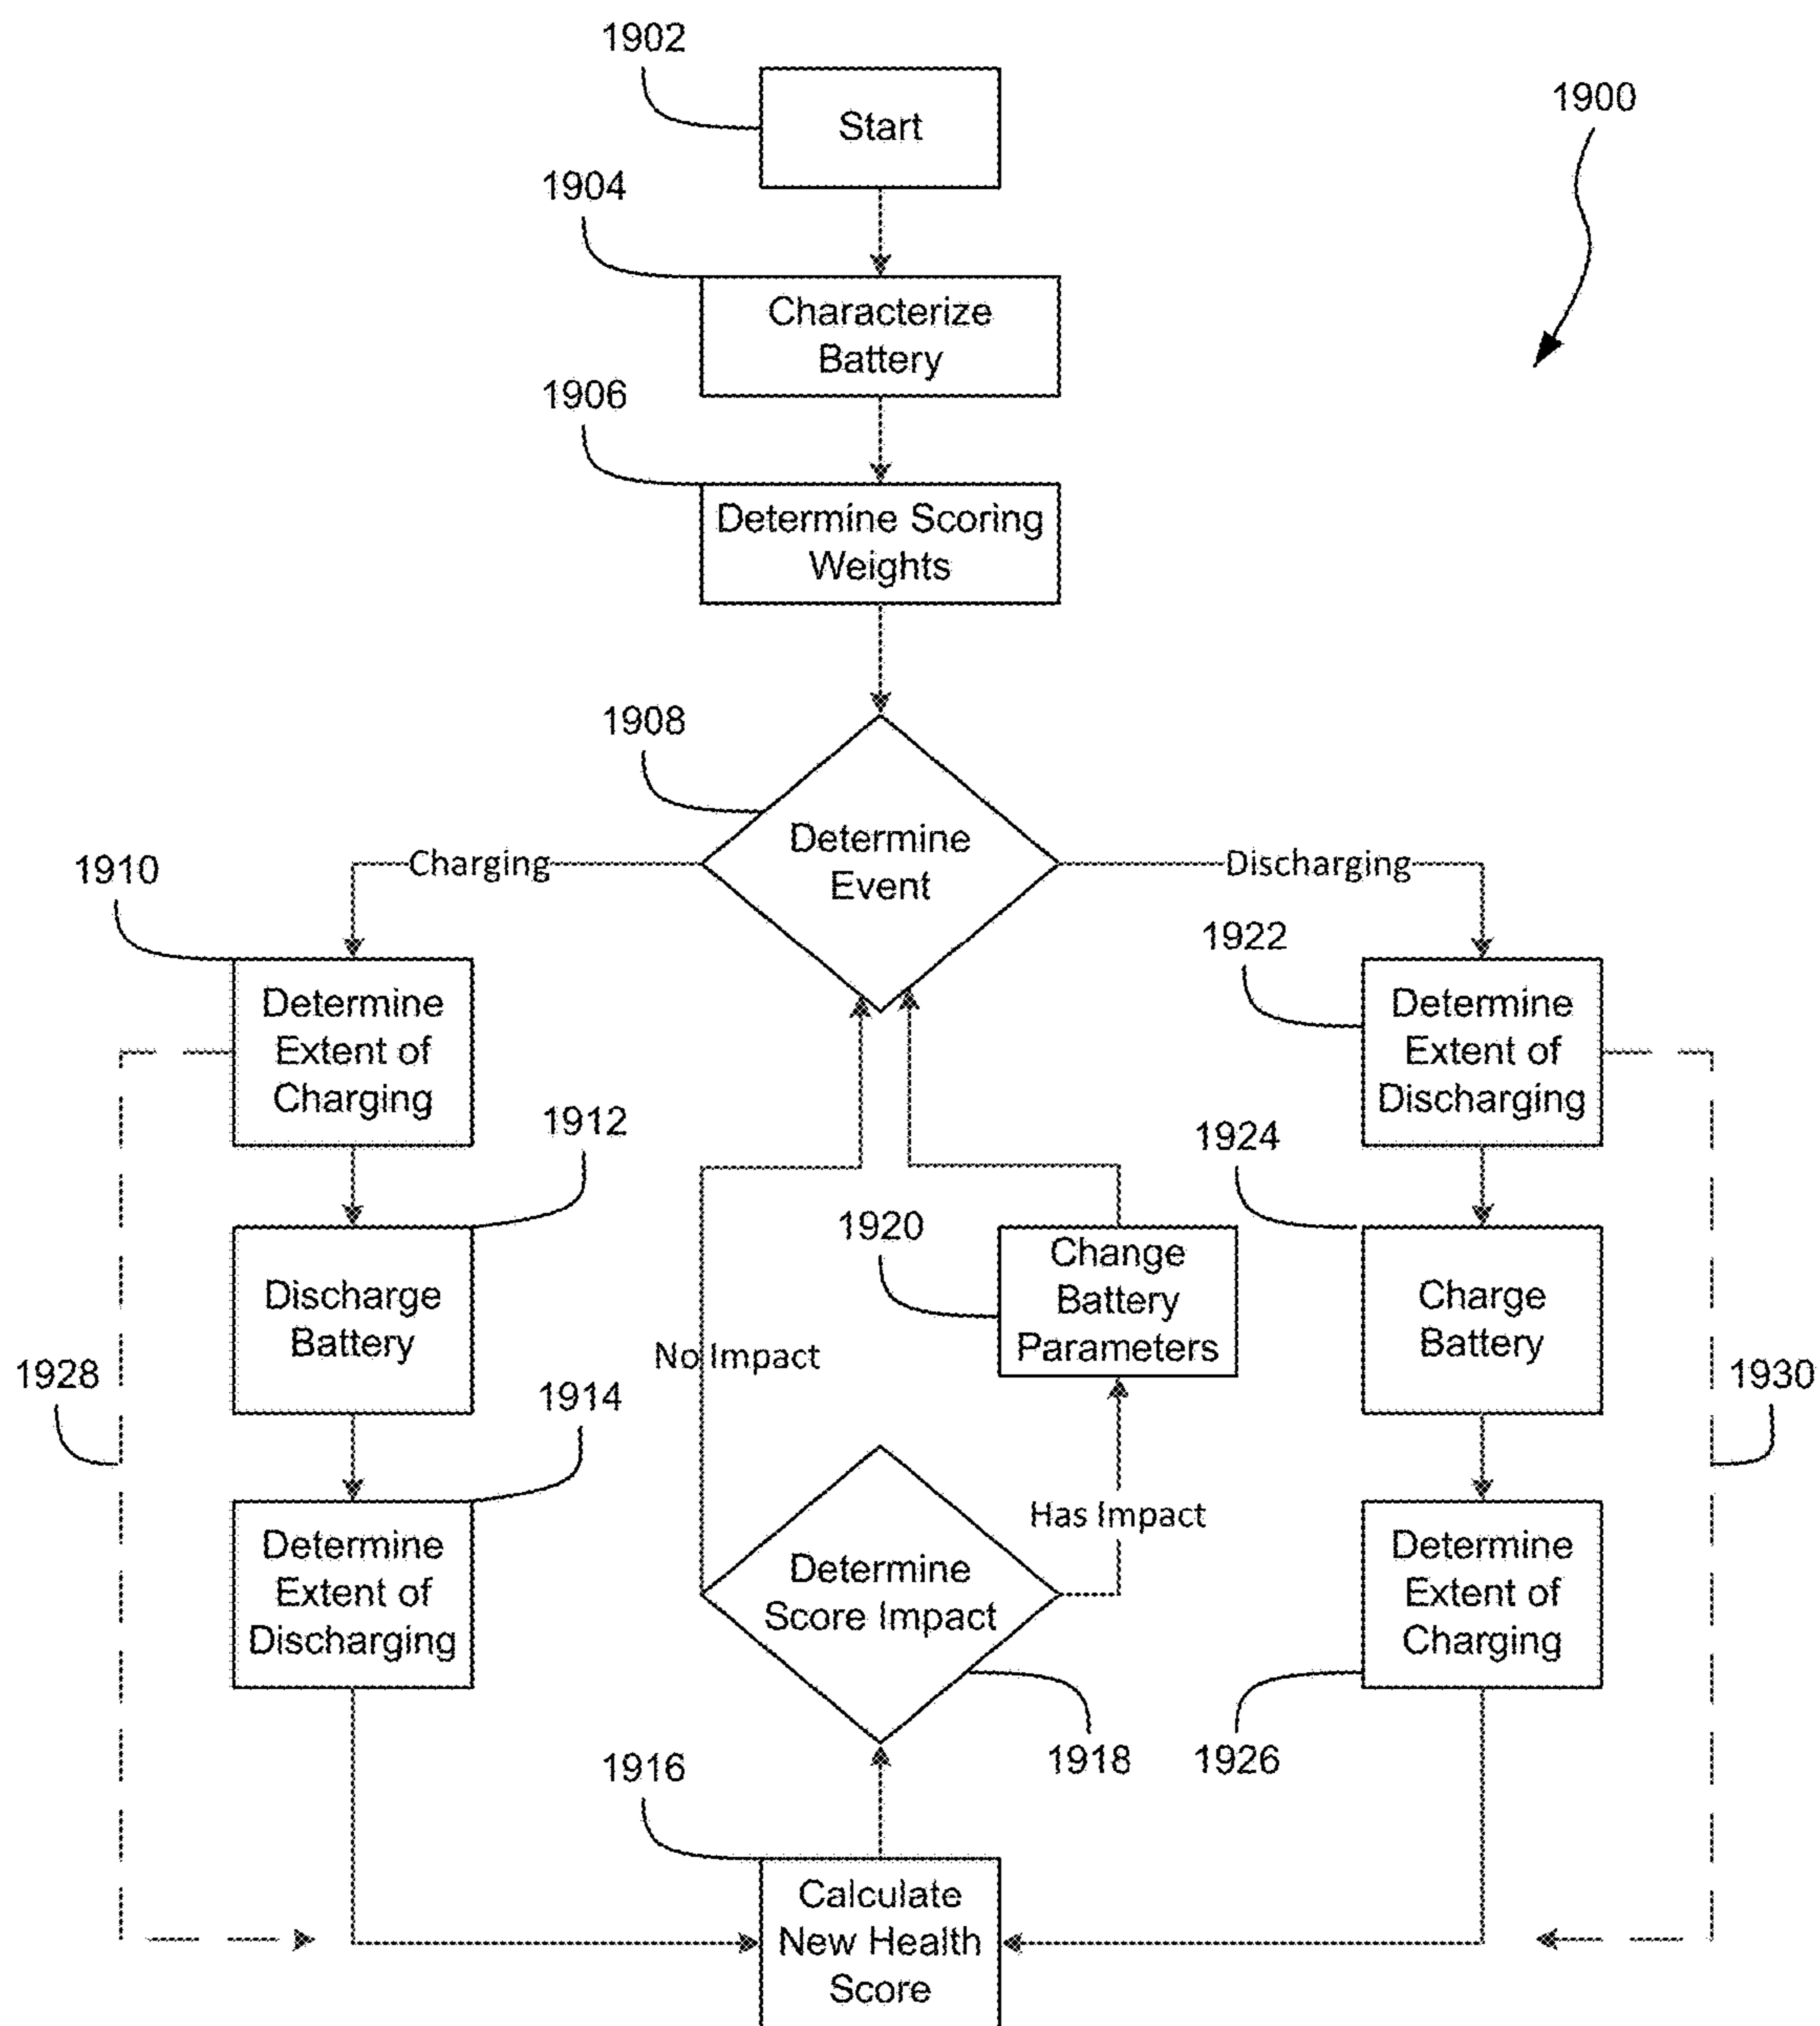 1902
Start
1900
1904
Characterize
Battery
1906
Determine Scoring
Weights
1908
Determine
Event
Charging
Discharging
1910
Determine
Extent of
Charging
1922
Determine
Extent of
Discharging
1912
Discharge
Battery
1924
Charge
Battery
1920
Change
Battery
Parameters
No Impact
1928
1930
1914
Determine
Extent of
Discharging
Has Impact
Determine
Score Impact
Determine
Extent of
Charging
1918
1926
1916
Calculate
New Health
Score